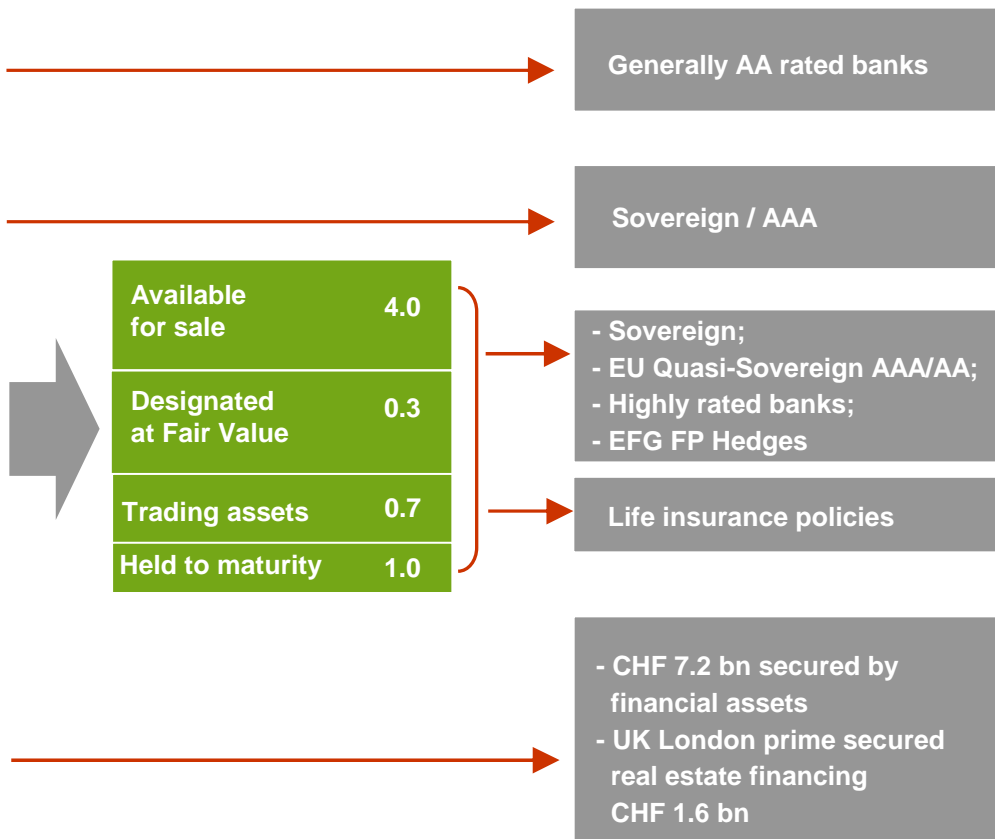 Generally AA rated banks
Sovereign / AAA
Available
for sale
4.0
Designated
at Fair Value
0.3
Trading assets
0.7
Held to maturity
1.0
- Sovereign;
- EU Quasi-Sovereign AAA/AA;
- Highly rated banks;
- EFG FP Hedges
Life insurance policies
- CHF 7.2 bn secured by
financial assets
- UK London prime secured
real estate financing
CHF 1.6 bn